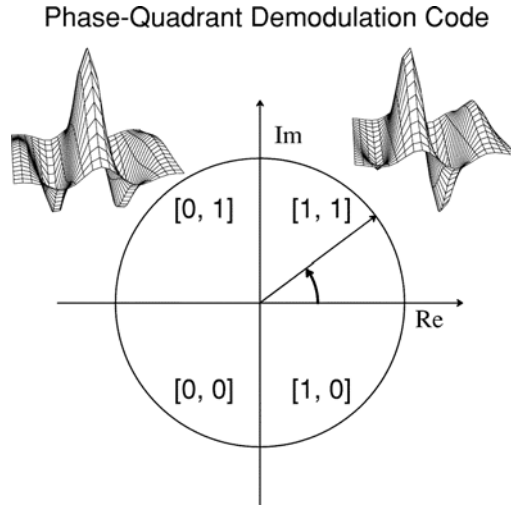 Phase-Quadrant Demodulation Code
Im
[0, 1] [1, 1]
Re
[0, 0] [1, 0]